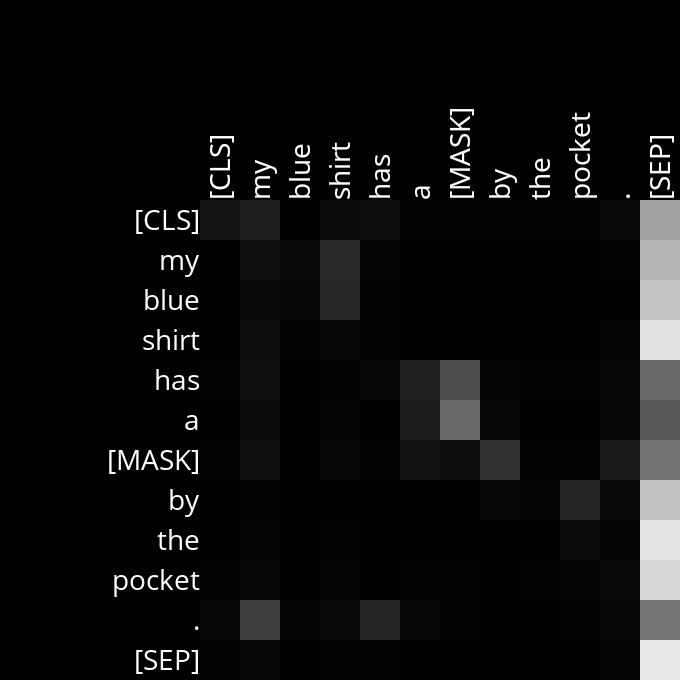 [CLS] my blue shirt has a [MASK] by the pocket . [SEP]
[CLS]
my
blue
shirt
has
a
[MASK]
by
the
pocket
.
[SEP]